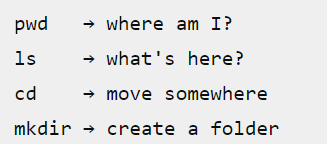 pwd    → where am I?
ls     → what's here?
cd     → move somewhere
mkdir → create a folder